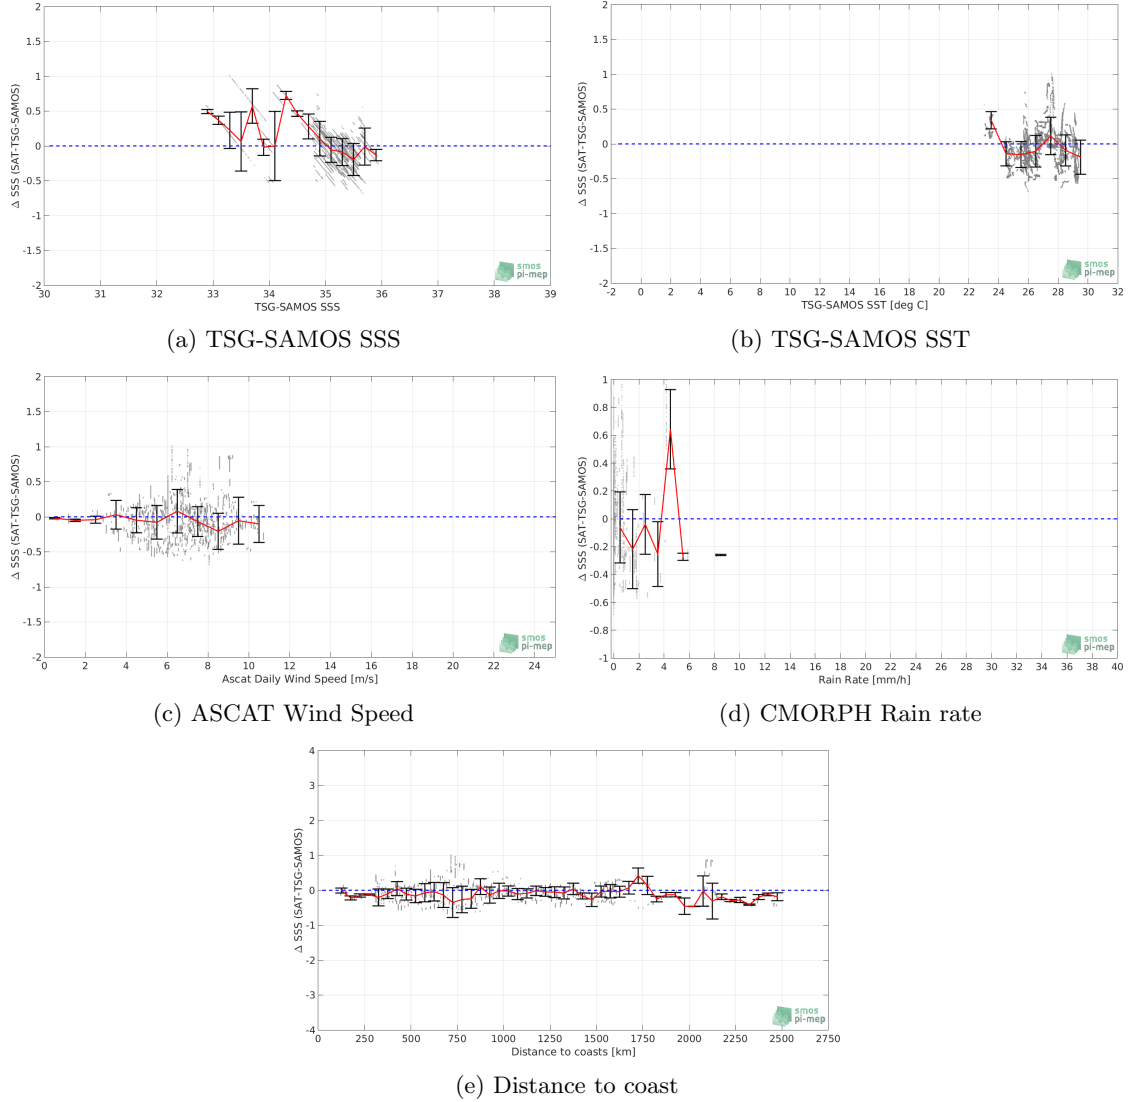 2
1.5
1
0.5
0
-0.5
-1
-1.5
-2
Δ SSS (SAT-TSG-SAMOS)
30 31 32 33 34 35 36 37 38 39
TSG-SAMOS SSS
smos
pi-mep
(a) TSG-SAMOS SSS
2
1.5
1
0.5
0
-0.5
-1
-1.5
-2
Δ SSS (SAT-TSG-SAMOS)
-2 0 2 4 6 8 10 12 14 16 18 20 22 24 26 28 30 32
TSG-SAMOS SST [deg C]
smos
pi-mep
(b) TSG-SAMOS SST
2
1.5
1
0.5
0
-0.5
-1
-1.5
-2
Δ SSS (SAT-TSG-SAMOS)
0 2 4 6 8 10 12 14 16 18 20 22 24
Ascat Daily Wind Speed [m/s]
smos
pi-mep
(c) ASCAT Wind Speed
1
0.8
0.6
0.4
0.2
0
-0.2
-0.4
-0.6
-0.8
-1
Δ SSS (SAT-TSG-SAMOS)
0 2 4 6 8 10 12 14 16 18 20 22 24 26 28 30 32 34 36 38 40
Rain Rate [mm/h]
smos
pi-mep
(d) CMORPH Rain rate
4
3
2
1
0
-1
-2
-3
-4
Δ SSS (SAT-TSG-SAMOS)
0 250 500 750 1000 1250 1500 1750 2000 2250 2500 2750
Distance to coasts [km]
smos
pi-mep
(e) Distance to coast